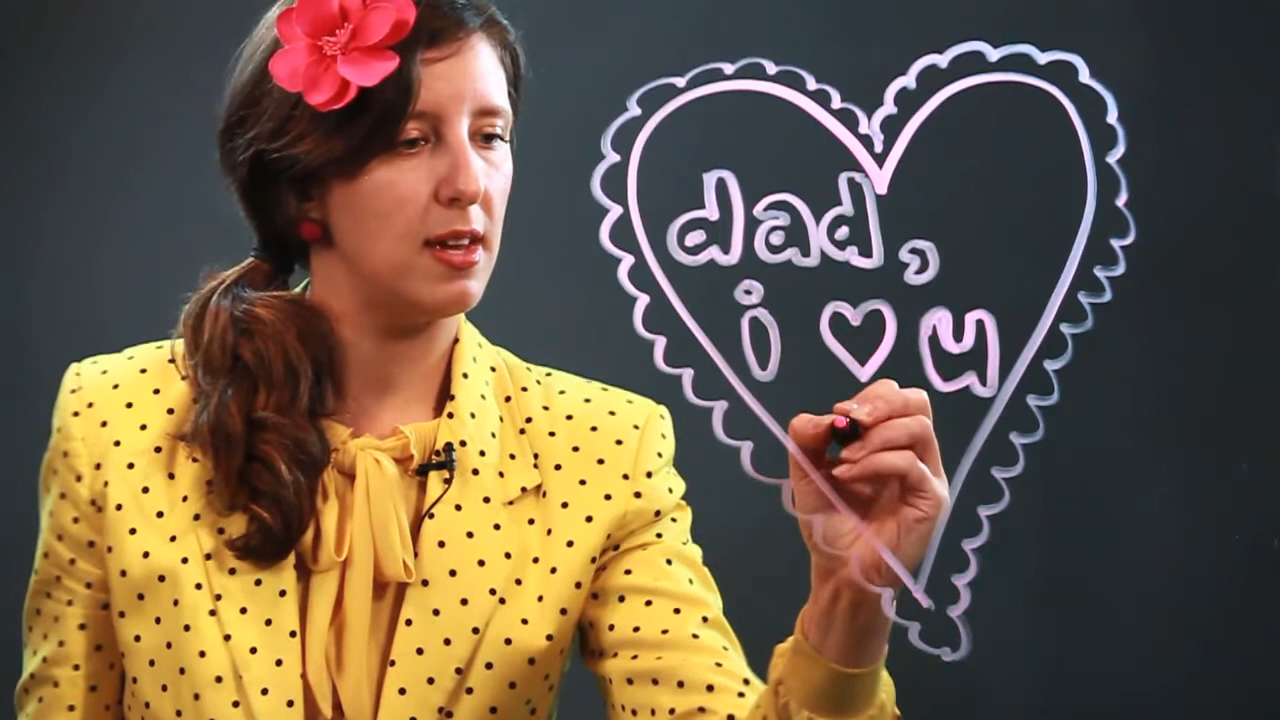 dad,
i ♥ u